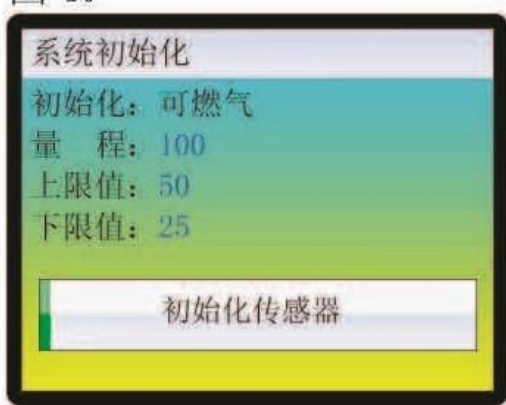 系统初始化
初始化：可燃气
量　程：100
上限值：50
下限值：25
初始化传感器